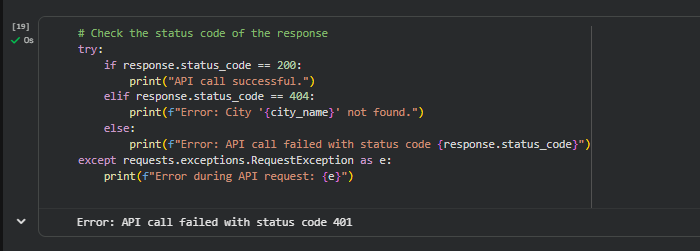 [19]
0s
# Check the status code of the response
try:
    if response.status_code == 200:
        print("API call successful.")
    elif response.status_code == 404:
        print(f"Error: City '{city_name}' not found.")
    else:
        print(f"Error: API call failed with status code {response.status_code}")
except requests.exceptions.RequestException as e:
    print(f"Error during API request: {e}")
Error: API call failed with status code 401